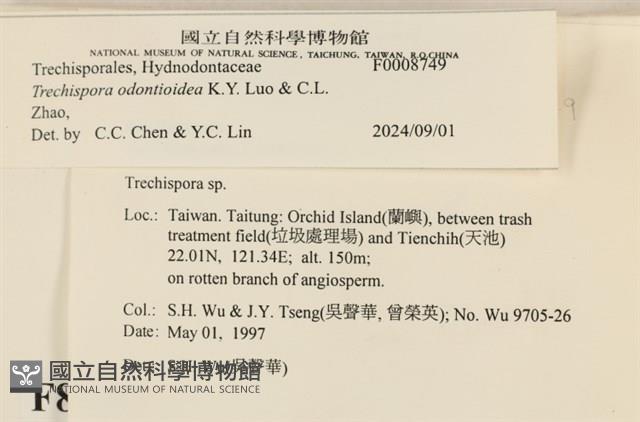 國立自然科學博物館
NATIONAL MUSEUM OF NATURAL SCIENCE, TAICHUNG, TAIWAN, R.O.CHINA
Trechisporales, Hydnodontaceae F0008749
Trechispora odontioidea K.Y. Luo & C.L.
Zhao,
Det. by C.C. Chen & Y.C. Lin 2024/09/01
Trechispora sp.
Loc.: Taiwan. Taitung: Orchid Island(蘭嶼), between trash
treatment field(垃圾處理場) and Tienchih(天池)
22.01N, 121.34E; alt. 150m;
on rotten branch of angiosperm.
Col.: S.H. Wu & J.Y. Tseng(吳聲華, 曾榮英); No. Wu 9705-26
Date: May 01, 1997
Det.: S.H. Wu(吳聲華)
國立自然科學博物館
NATIONAL MUSEUM OF NATURAL SCIENCE